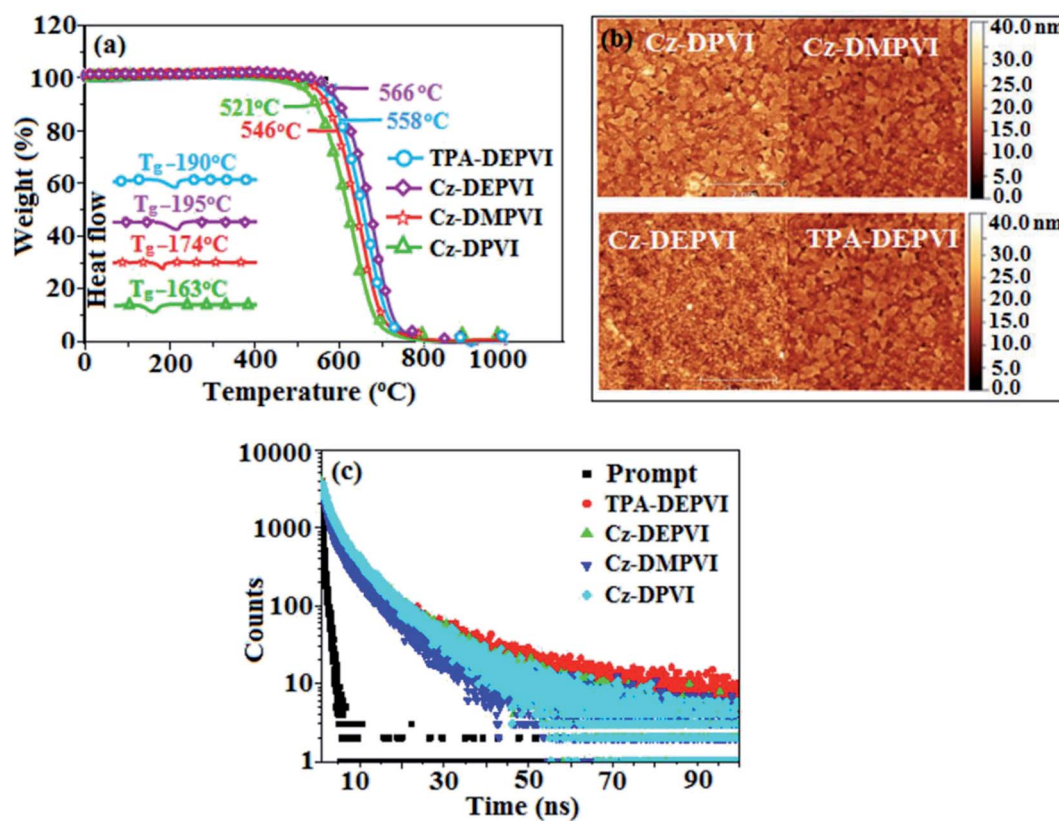 (a)
120
100
80
60
40
20
0
Weight (%)
Heat flow
521°C
546°C
566°C
558°C
Tg–190°C
Tg–195°C
Tg–174°C
Tg–163°C
TPA-DEPVI
Cz-DEPVI
Cz-DMPVI
Cz-DPVI
0 200 400 600 800 1000
Temperature (°C)
(b)
Cz-DPVI Cz-DMPVI
40.0 nm
35.0
30.0
25.0
20.0
15.0
10.0
5.0
0.0
Cz-DEPVI TPA-DEPVI
40.0 nm
35.0
30.0
25.0
20.0
15.0
10.0
5.0
0.0
(c)
10000
1000
100
10
1
Counts
Prompt
TPA-DEPVI
Cz-DEPVI
Cz-DMPVI
Cz-DPVI
10 30 50 70 90
Time (ns)